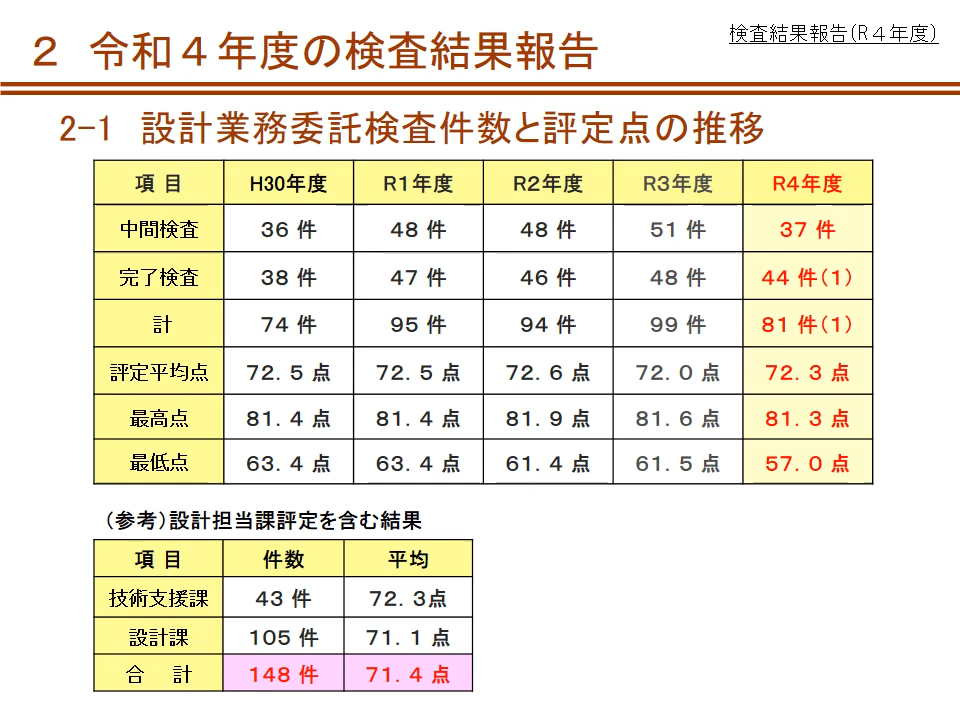 検査結果報告(R４年度)
２　令和４年度の検査結果報告
2-1　設計業務委託検査件数と評定点の推移
項 目 H30年度 R1年度 R2年度 R3年度 R4年度
中間検査 36 件 48 件 48 件 51 件 37 件
完了検査 38 件 47 件 46 件 48 件 44 件(1)
計 74 件 95 件 94 件 99 件 81 件(1)
評定平均点 72．5 点 72．5 点 72．6 点 72．0 点 72．3 点
最高点 81．4 点 81．4 点 81．9 点 81．6 点 81．3 点
最低点 63．4 点 63．4 点 61．4 点 61．5 点 57．0 点
（参考）設計担当課評定を含む結果
項 目 件数 平均
技術支援課 43 件 72．3点
設計課 105 件 71．1 点
合　計 148 件 71．4 点